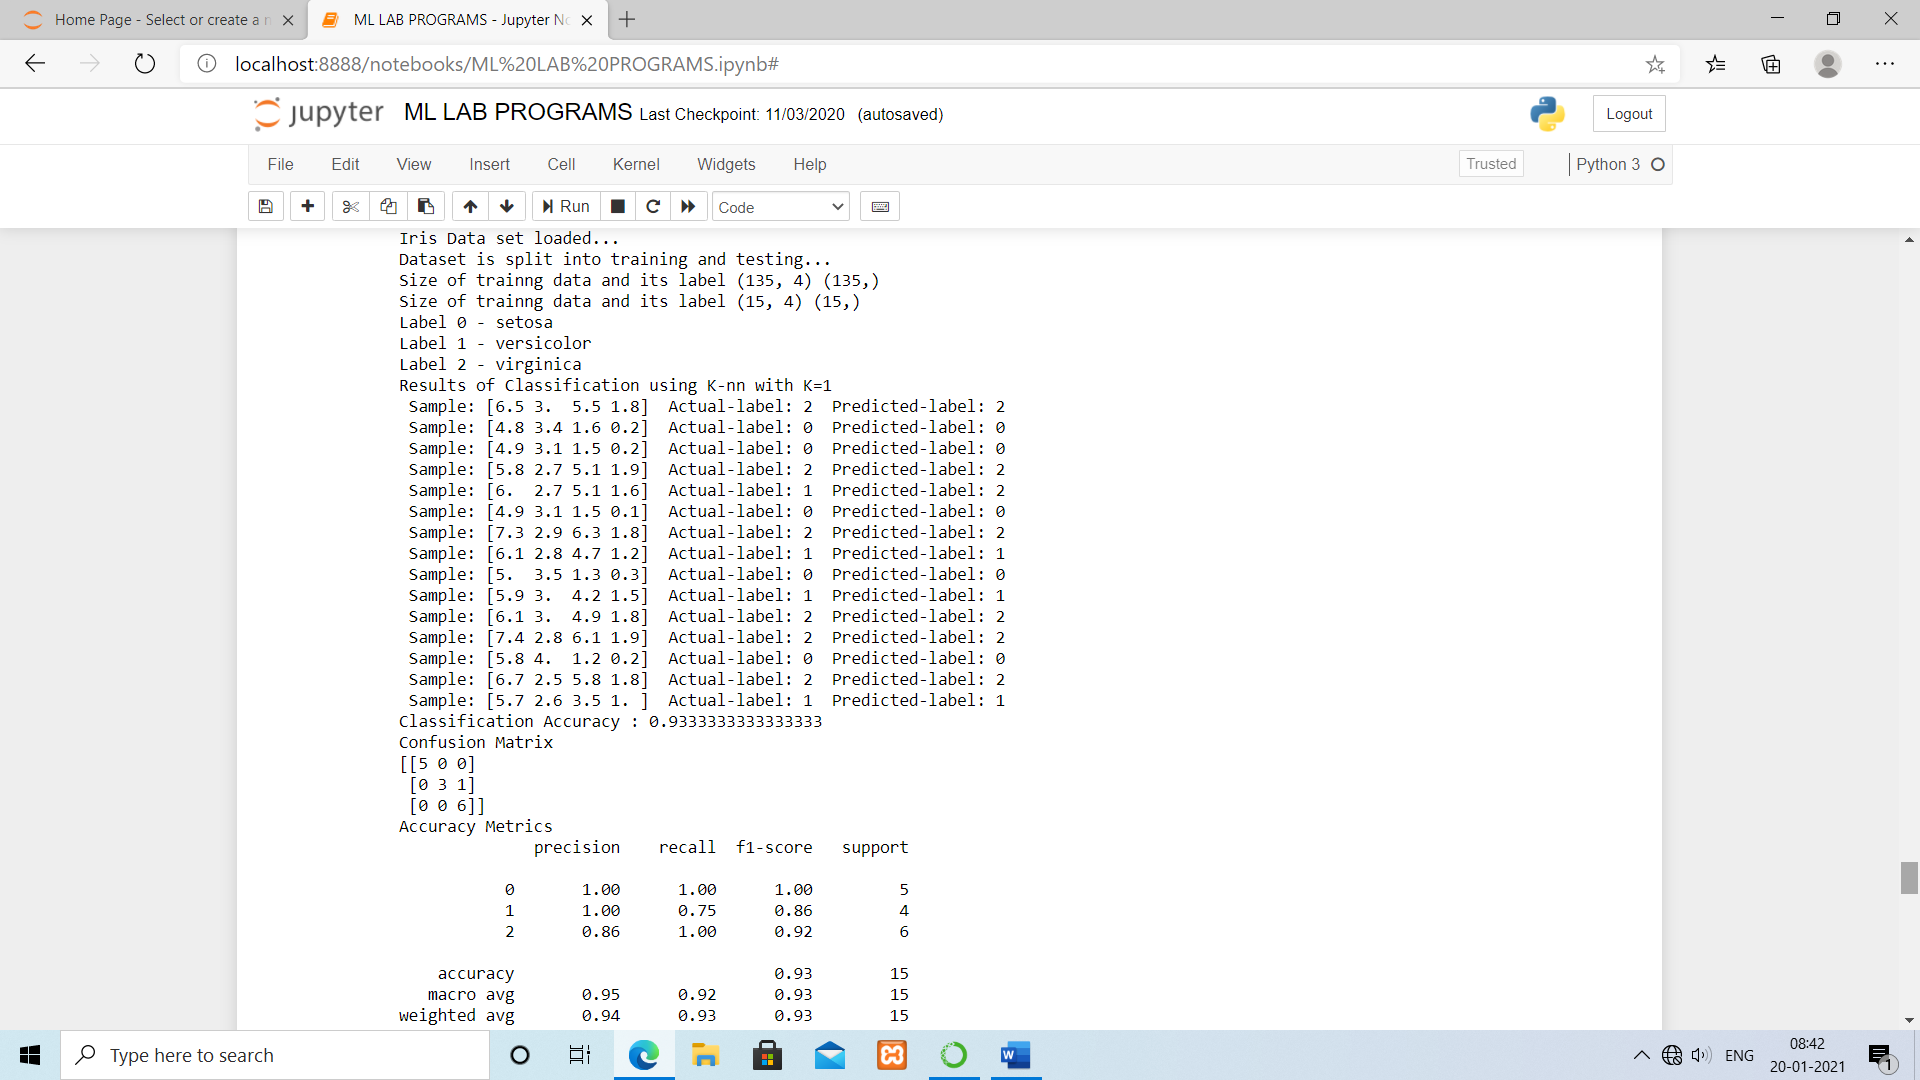 Home Page - Select or create a n
ML LAB PROGRAMS - Jupyter No
localhost:8888/notebooks/ML%20LAB%20PROGRAMS.ipynb#
jupyter ML LAB PROGRAMS Last Checkpoint: 11/03/2020 (autosaved)
Logout
File Edit View Insert Cell Kernel Widgets Help
Trusted
Python 3
Run
Code
Iris Data set loaded...
Dataset is split into training and testing...
Size of trainng data and its label (135, 4) (135,)
Size of trainng data and its label (15, 4) (15,)
Label 0 - setosa
Label 1 - versicolor
Label 2 - virginica
Results of Classification using K-nn with K=1
Sample: [6.5 3.  5.5 1.8]  Actual-label: 2  Predicted-label: 2
Sample: [4.8 3.4 1.6 0.2]  Actual-label: 0  Predicted-label: 0
Sample: [4.9 3.1 1.5 0.2]  Actual-label: 0  Predicted-label: 0
Sample: [5.8 2.7 5.1 1.9]  Actual-label: 2  Predicted-label: 2
Sample: [6.  2.7 5.1 1.6]  Actual-label: 1  Predicted-label: 2
Sample: [4.9 3.1 1.5 0.1]  Actual-label: 0  Predicted-label: 0
Sample: [7.3 2.9 6.3 1.8]  Actual-label: 2  Predicted-label: 2
Sample: [6.1 2.8 4.7 1.2]  Actual-label: 1  Predicted-label: 1
Sample: [5.  3.5 1.3 0.3]  Actual-label: 0  Predicted-label: 0
Sample: [5.9 3.  4.2 1.5]  Actual-label: 1  Predicted-label: 1
Sample: [6.1 3.  4.9 1.8]  Actual-label: 2  Predicted-label: 2
Sample: [7.4 2.8 6.1 1.9]  Actual-label: 2  Predicted-label: 2
Sample: [5.8 4.  1.2 0.2]  Actual-label: 0  Predicted-label: 0
Sample: [6.7 2.5 5.8 1.8]  Actual-label: 2  Predicted-label: 2
Sample: [5.7 2.6 3.5 1. ]  Actual-label: 1  Predicted-label: 1
Classification Accuracy : 0.9333333333333333
Confusion Matrix
[[5 0 0]
[0 3 1]
[0 0 6]]
Accuracy Metrics
precision recall f1-score support
0 1.00 1.00 1.00 5
1 1.00 0.75 0.86 4
2 0.86 1.00 0.92 6
accuracy 0.93 15
macro avg 0.95 0.92 0.93 15
weighted avg 0.94 0.93 0.93 15
Type here to search
W
ENG
08:42
20-01-2021
1